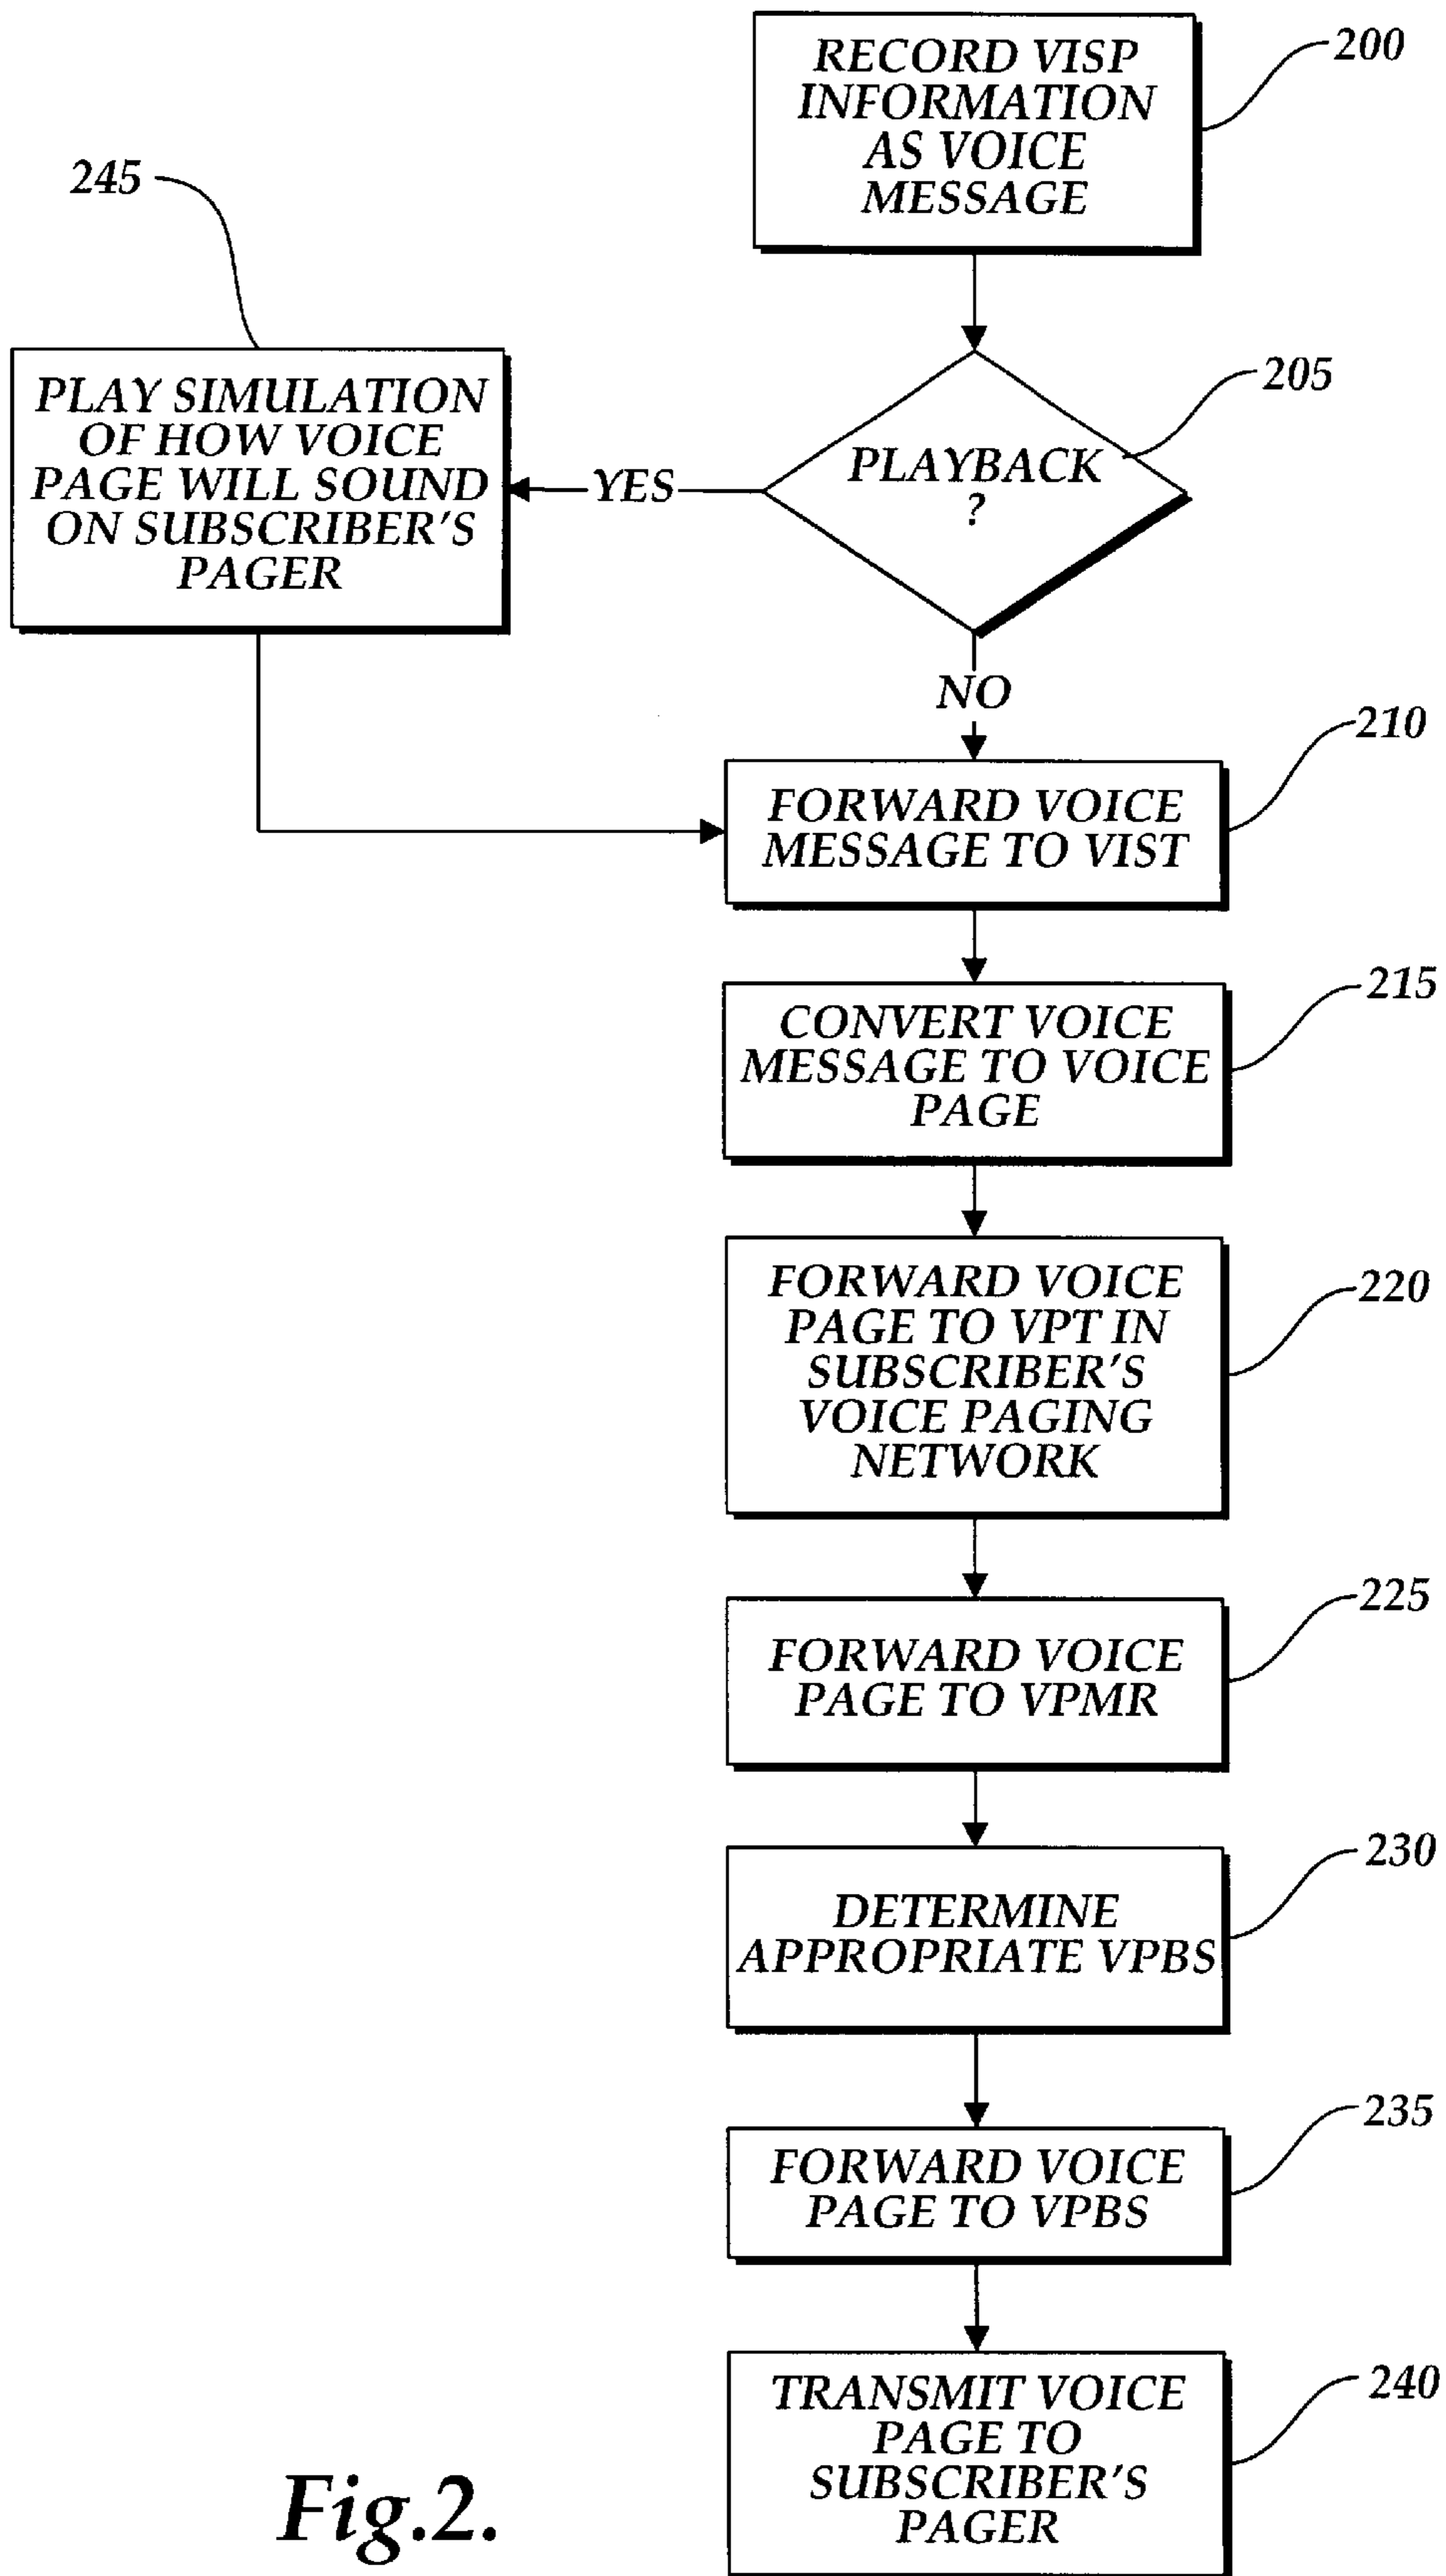 RECORD VISP
INFORMATION
AS VOICE
MESSAGE
200
245
PLAY SIMULATION
OF HOW VOICE
PAGE WILL SOUND
ON SUBSCRIBER'S
PAGER
YES
PLAYBACK
?
205
NO
FORWARD VOICE
MESSAGE TO VIST
210
CONVERT VOICE
MESSAGE TO VOICE
PAGE
215
FORWARD VOICE
PAGE TO VPT IN
SUBSCRIBER'S
VOICE PAGING
NETWORK
220
FORWARD VOICE
PAGE TO VPMR
225
DETERMINE
APPROPRIATE VPBS
230
FORWARD VOICE
PAGE TO VPBS
235
TRANSMIT VOICE
PAGE TO
SUBSCRIBER'S
PAGER
240
Fig.2.